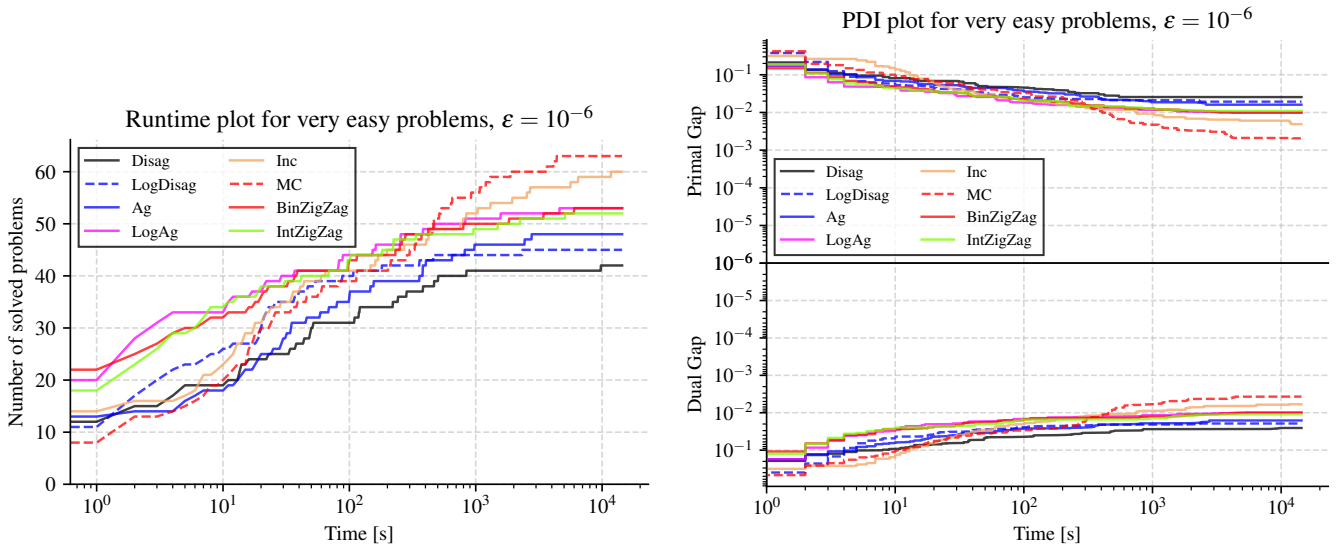 Runtime plot for very easy problems, ε = 10⁻⁶
Number of solved problems
60
50
40
30
20
10
0
Disag
LogDisag
Ag
LogAg
Inc
MC
BinZigZag
IntZigZag
10⁰ 10¹ 10² 10³ 10⁴
Time [s]
PDI plot for very easy problems, ε = 10⁻⁶
Primal Gap
10⁻¹
10⁻²
10⁻³
10⁻⁴
10⁻⁵
10⁻⁶
Disag
LogDisag
Ag
LogAg
Inc
MC
BinZigZag
IntZigZag
Dual Gap
10⁻⁵
10⁻⁴
10⁻³
10⁻²
10⁻¹
10⁰ 10¹ 10² 10³ 10⁴
Time [s]